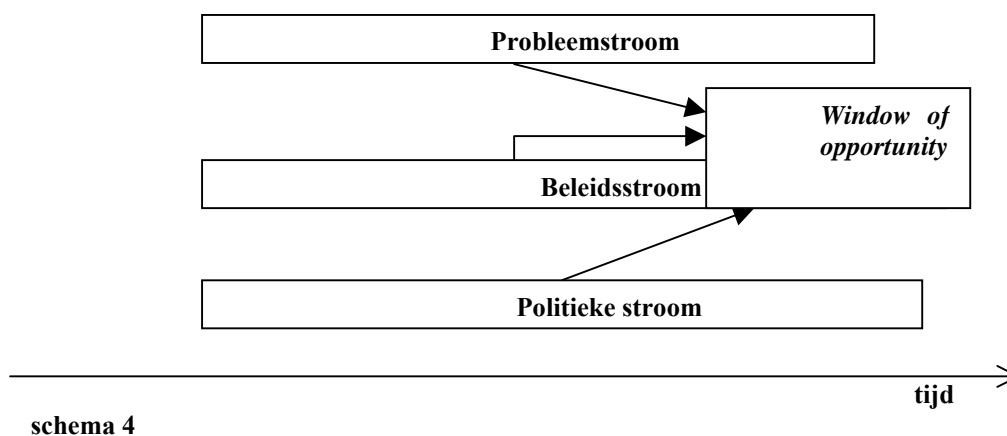 Probleemstroom
Window of
opportunity
Beleidsstroom
Politieke stroom
tijd
schema 4